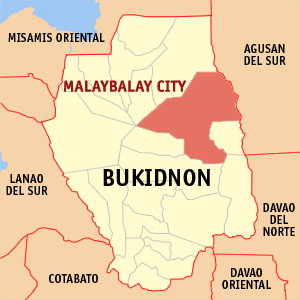 MISAMIS ORIENTAL
AGUSAN
DEL SUR
MALAYBALAY CITY
LANAO
DEL SUR
BUKIDNON
DAVAO
DEL
NORTE
COTABATO
DAVAO
ORIENTAL